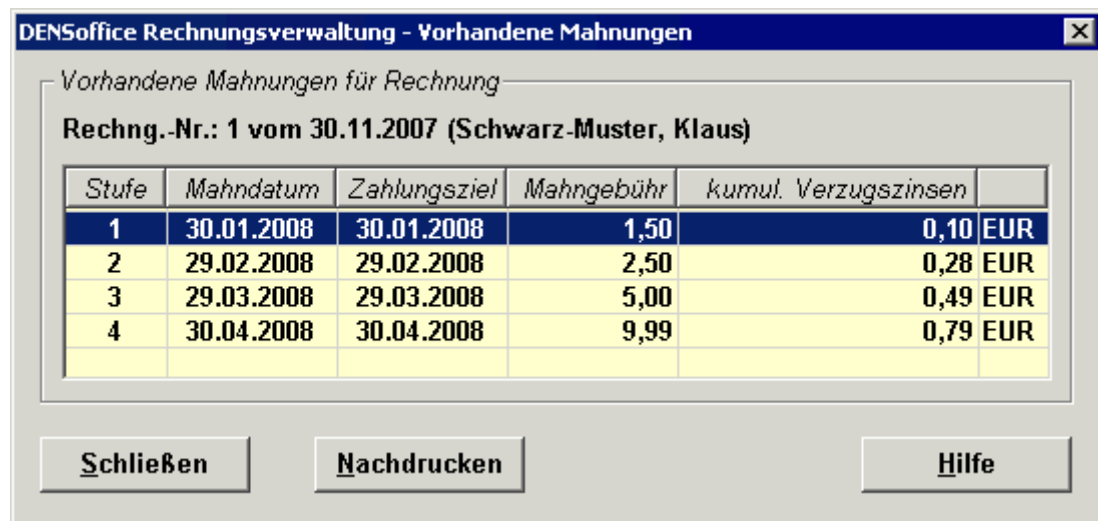 DENSoffice Rechnungsverwaltung - Vorhandene Mahnungen
Vorhandene Mahnungen für Rechnung
Rechng.-Nr.: 1 vom 30.11.2007 (Schwarz-Muster, Klaus)
Stufe Mahndatum Zahlungsziel Mahngebühr kumul. Verzugszinsen
1 30.01.2008 30.01.2008 1,50 0,10 EUR
2 29.02.2008 29.02.2008 2,50 0,28 EUR
3 29.03.2008 29.03.2008 5,00 0,49 EUR
4 30.04.2008 30.04.2008 9,99 0,79 EUR
Schließen Nachdrucken Hilfe